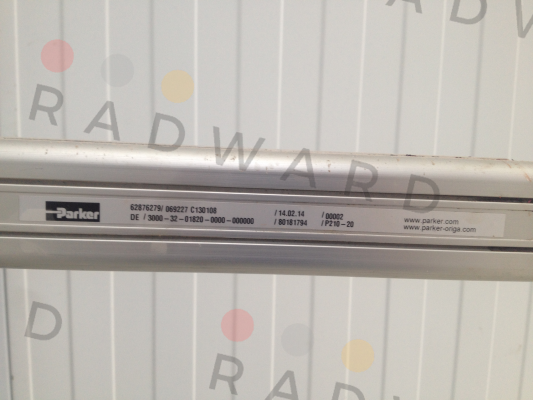 RADWARD
Parker
62876279/ 069227 C130108 /14.02.14 /00002
DE /3000-32-01820-0000-000000 /80181794 /P210-20
www.parker.com
www.parker-origa.com
D
RADWARD